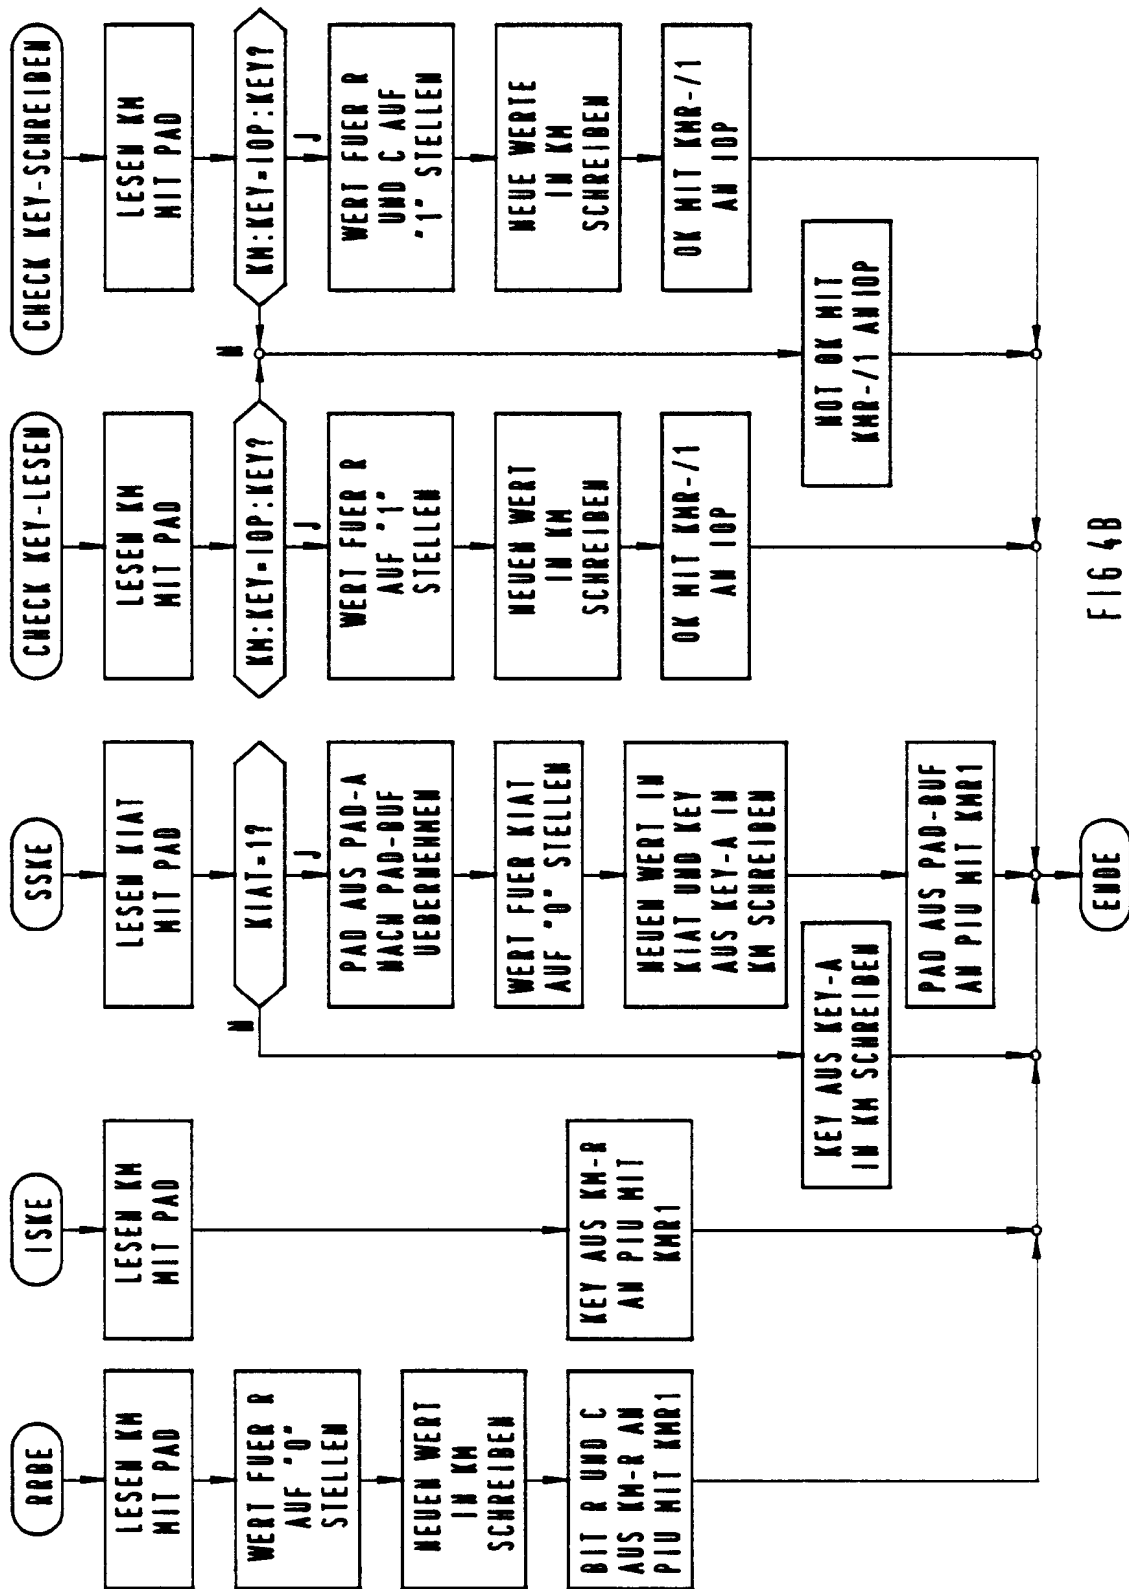 RRBE
LESEN KM
MIT PAD
WERT FUER R
AUF "0"
STELLEN
NEUEN WERT
IN KM
SCHREIBEN
BIT R UND C
AUS KM-R AN
PIU MIT KMR1
ISKE
LESEN KM
MIT PAD
KEY AUS KM-R
AN PIU MIT
KMR1
SSKE
LESEN KIAT
MIT PAD
KIAT=1?
N
J
PAD AUS PAD-A
NACH PAD-BUF
UEBERNEHMEN
WERT FUER KIAT
AUF "0" STELLEN
NEUEN WERT IN
KIAT UND KEY
AUS KEY-A IN
KM SCHREIBEN
KEY AUS KEY-A
IN KM SCHREIBEN
PAD AUS PAD-BUF
AN PIU MIT KMR1
ENDE
CHECK KEY-LESEN
LESEN KM
MIT PAD
KM:KEY=IOP:KEY?
J
WERT FUER R
AUF "1"
STELLEN
NEUEN WERT
IN KM
SCHREIBEN
OK MIT KMR-/1
AN IOP
N
NOT OK MIT
KMR-/1 AN IOP
CHECK KEY-SCHREIBEN
LESEN KM
MIT PAD
KM:KEY=IOP:KEY?
J
WERT FUER R
UND C AUF
"1" STELLEN
NEUE WERTE
IN KM
SCHREIBEN
OK MIT KMR-/1
AN IOP
FIG 4B